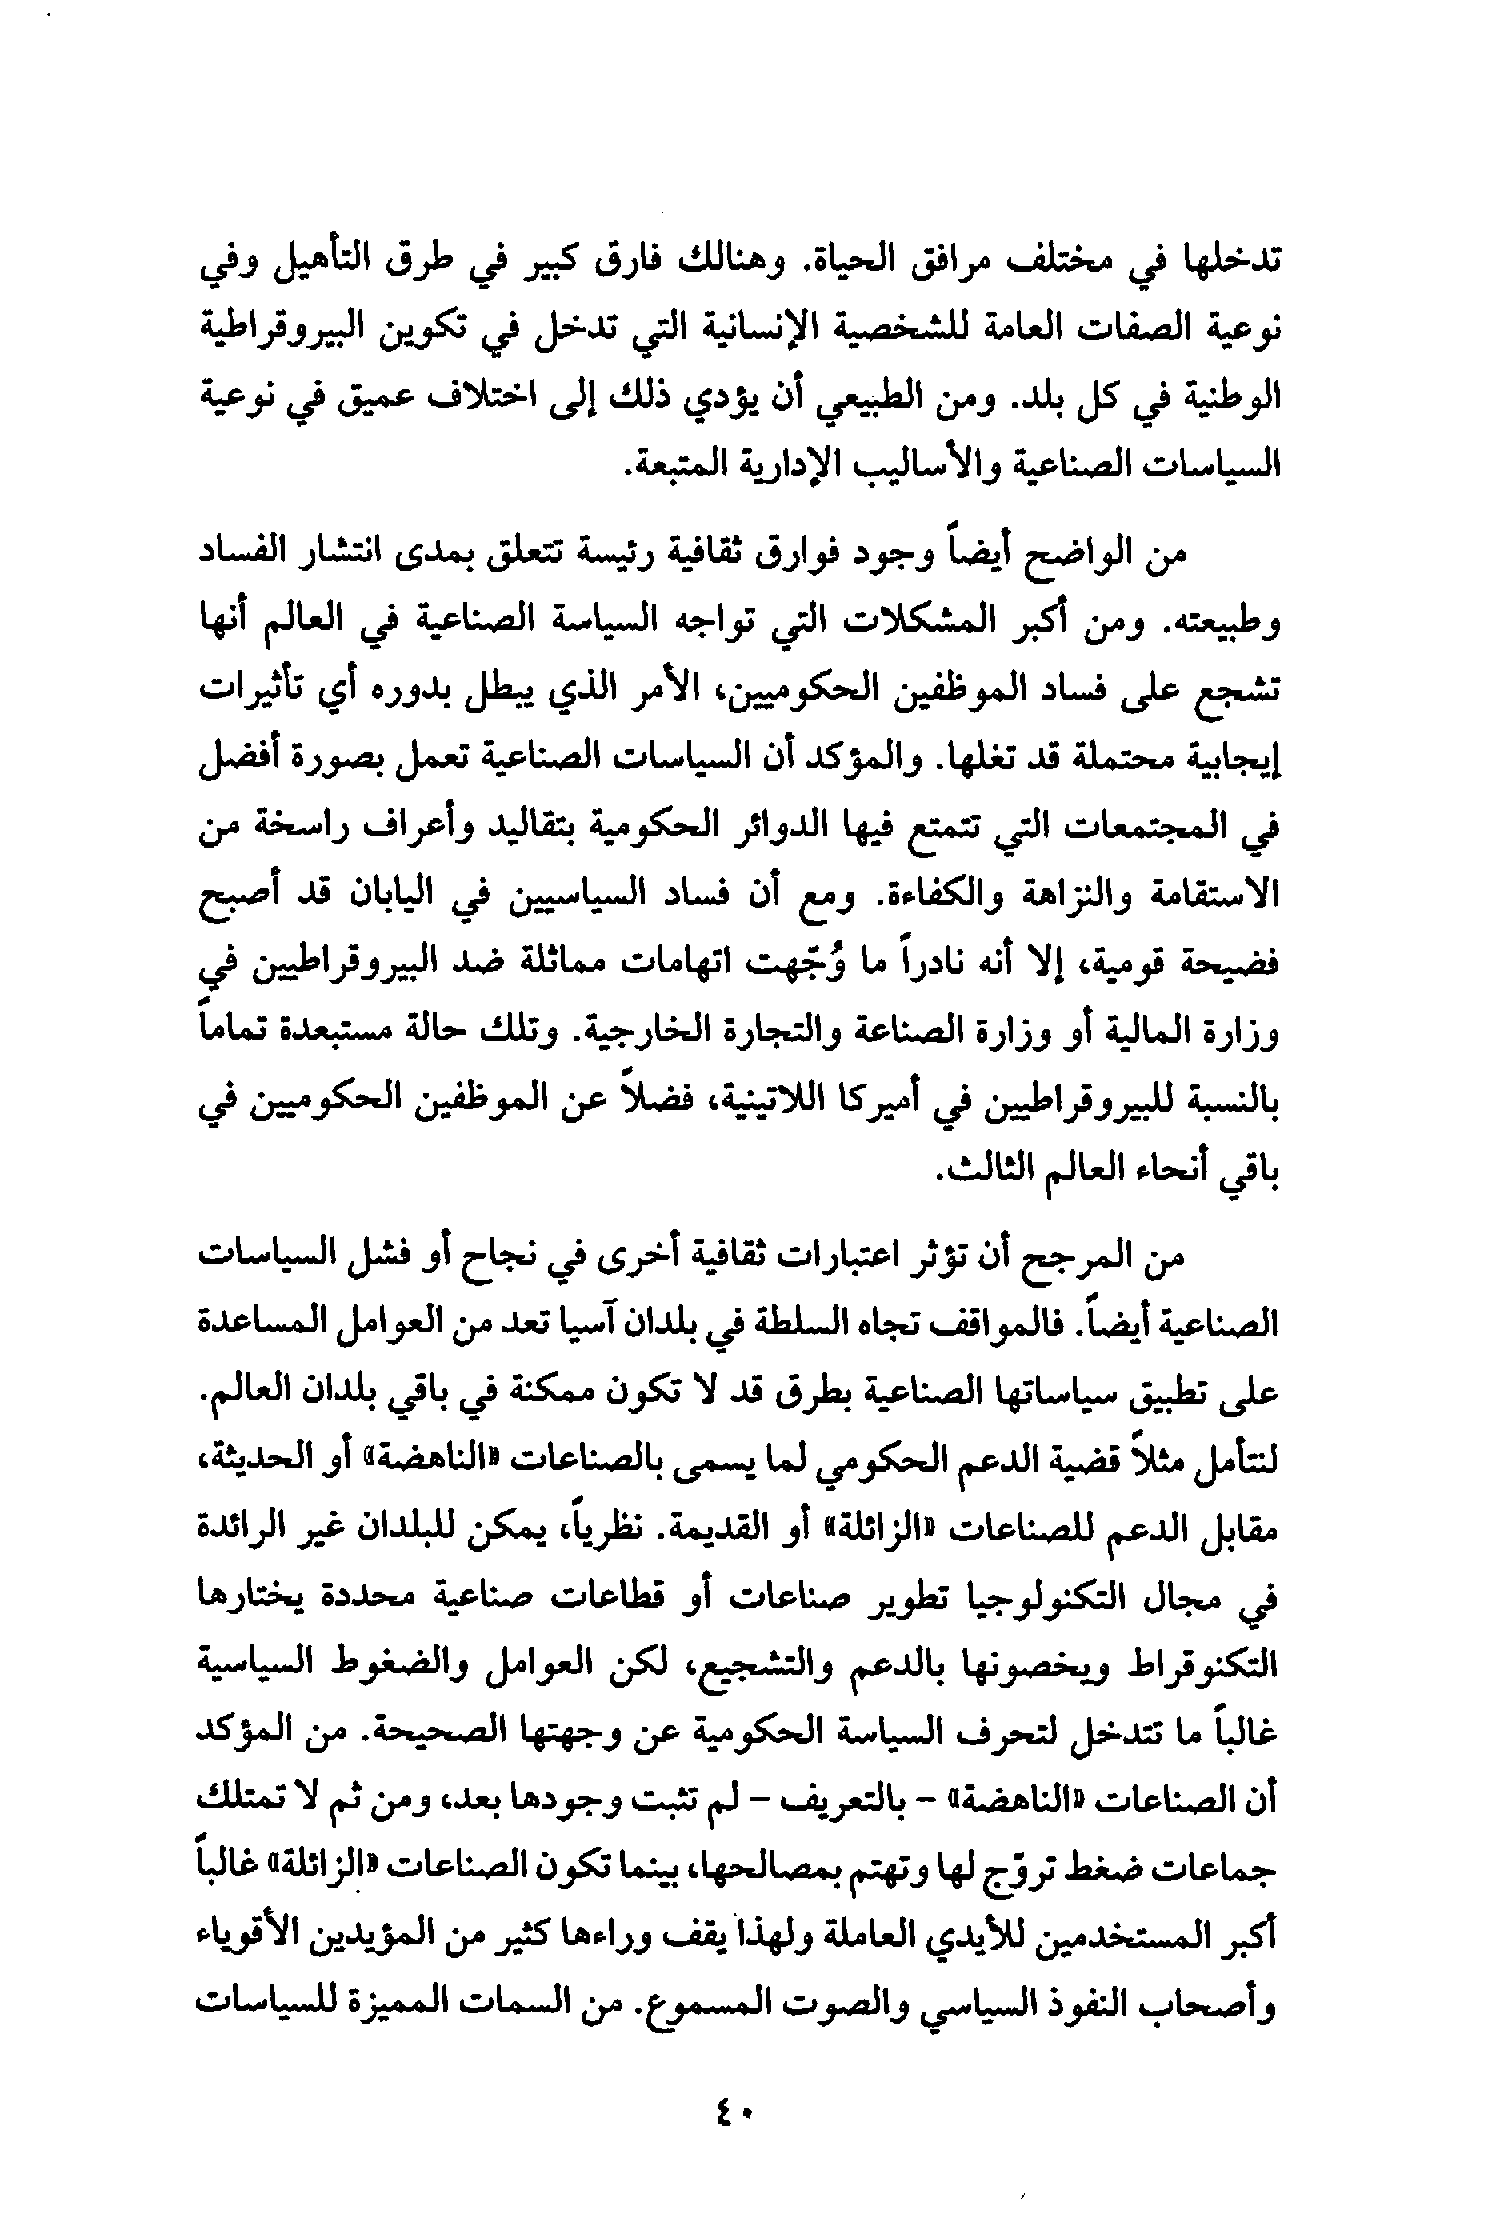 تدخلها في مختلف مرافق الحياة. وهنالك فارق كبير في طرق التأهيل وفي
نوعية الصفات العامة للشخصية الإنسانية التي تدخل في تكوين البيروقراطية
الوطنية في كل بلد. ومن الطبيعي أن يؤدي ذلك إلى اختلاف عميق في نوعية
السياسات الصناعية والأساليب الإدارية المتبعة.
من الواضح أيضاً وجود فوارق ثقافية رئيسة تتعلق بمدى انتشار الفساد
وطبيعته. ومن أكبر المشكلات التي تواجه السياسة الصناعية في العالم أنها
تشجع على فساد الموظفين الحكوميين، الأمر الذي يبطل بدوره أي تأثيرات
إيجابية محتملة قد تغلها. والمؤكد أن السياسات الصناعية تعمل بصورة أفضل
في المجتمعات التي تتمتع فيها الدوائر الحكومية بتقاليد وأعراف راسخة من
الاستقامة والنزاهة والكفاءة. ومع أن فساد السياسيين في اليابان قد أصبح
فضيحة قومية، إلا أنه نادراً ما وُجّهت اتهامات مماثلة ضد البيروقراطيين في
وزارة المالية أو وزارة الصناعة والتجارة الخارجية. وتلك حالة مستبعدة تماماً
بالنسبة للبيروقراطيين في أميركا اللاتينية، فضلاً عن الموظفين الحكوميين في
باقي أنحاء العالم الثالث.
من المرجح أن تؤثر اعتبارات ثقافية أخرى في نجاح أو فشل السياسات
الصناعية أيضاً. فالمواقف تجاه السلطة في بلدان آسيا تعد من العوامل المساعدة
على تطبيق سياساتها الصناعية بطرق قد لا تكون ممكنة في باقي بلدان العالم.
لنتأمل مثلاً قضية الدعم الحكومي لما يسمى بالصناعات «الناهضة» أو الحديثة،
مقابل الدعم للصناعات «الزائلة» أو القديمة. نظرياً، يمكن للبلدان غير الرائدة
في مجال التكنولوجيا تطوير صناعات أو قطاعات صناعية محددة يختارها
التكنوقراط ويخصونها بالدعم والتشجيع، لكن العوامل والضغوط السياسية
غالباً ما تتدخل لتحرف السياسة الحكومية عن وجهتها الصحيحة. من المؤكد
أن الصناعات «الناهضة» - بالتعريف - لم تثبت وجودها بعد، ومن ثم لا تمتلك
جماعات ضغط تروّج لها وتهتم بمصالحها، بينما تكون الصناعات «الزائلة» غالباً
أكبر المستخدمين للأيدي العاملة ولهذا يقف وراءها كثير من المؤيدين الأقوياء
وأصحاب النفوذ السياسي والصوت المسموع. من السمات المميزة للسياسات
٤٠